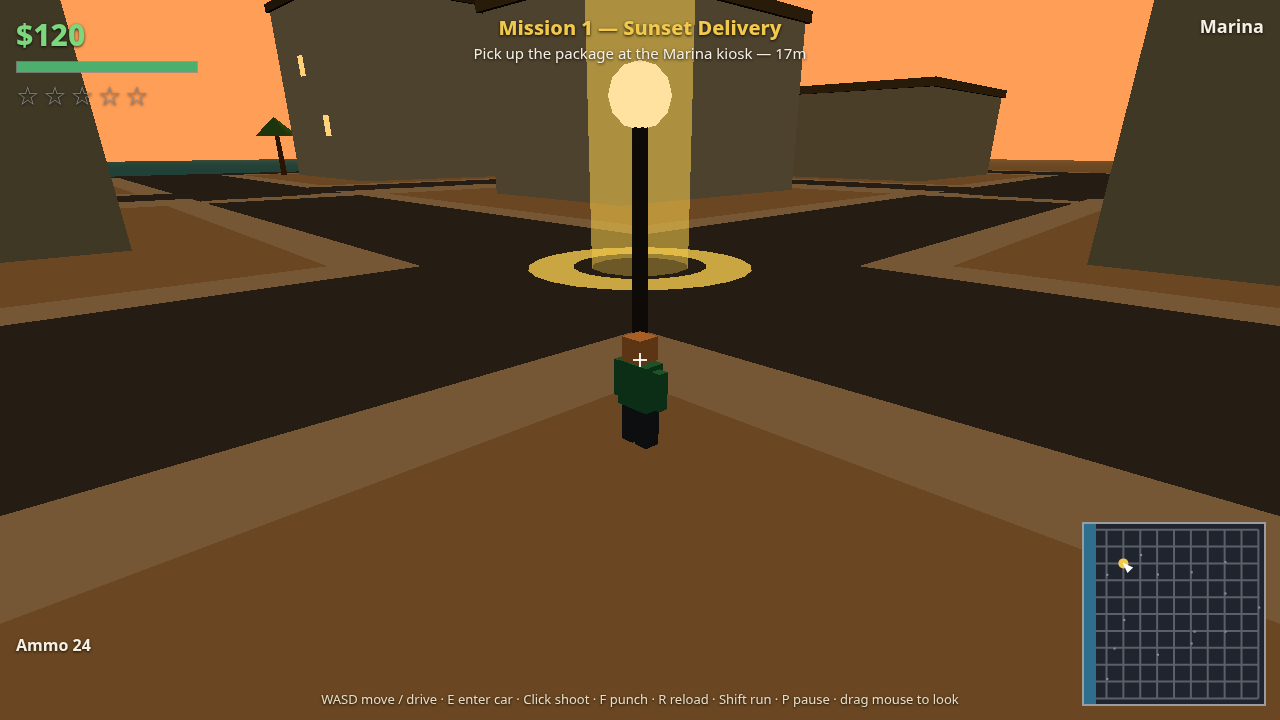 $120
Mission 1 — Sunset Delivery
Pick up the package at the Marina kiosk — 17m
Marina
Ammo 24
WASD move / drive · E enter car · Click shoot · F punch · R reload · Shift run · P pause · drag mouse to look